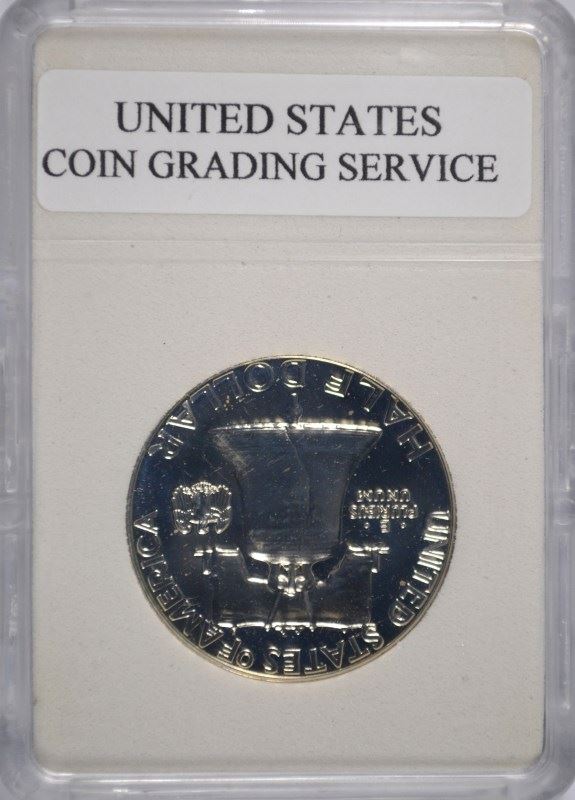 UNITED STATES
COIN GRADING SERVICE
UNITED STATES OF AMERICA
E
PLURIBUS
UNUM
HALF DOLLAR